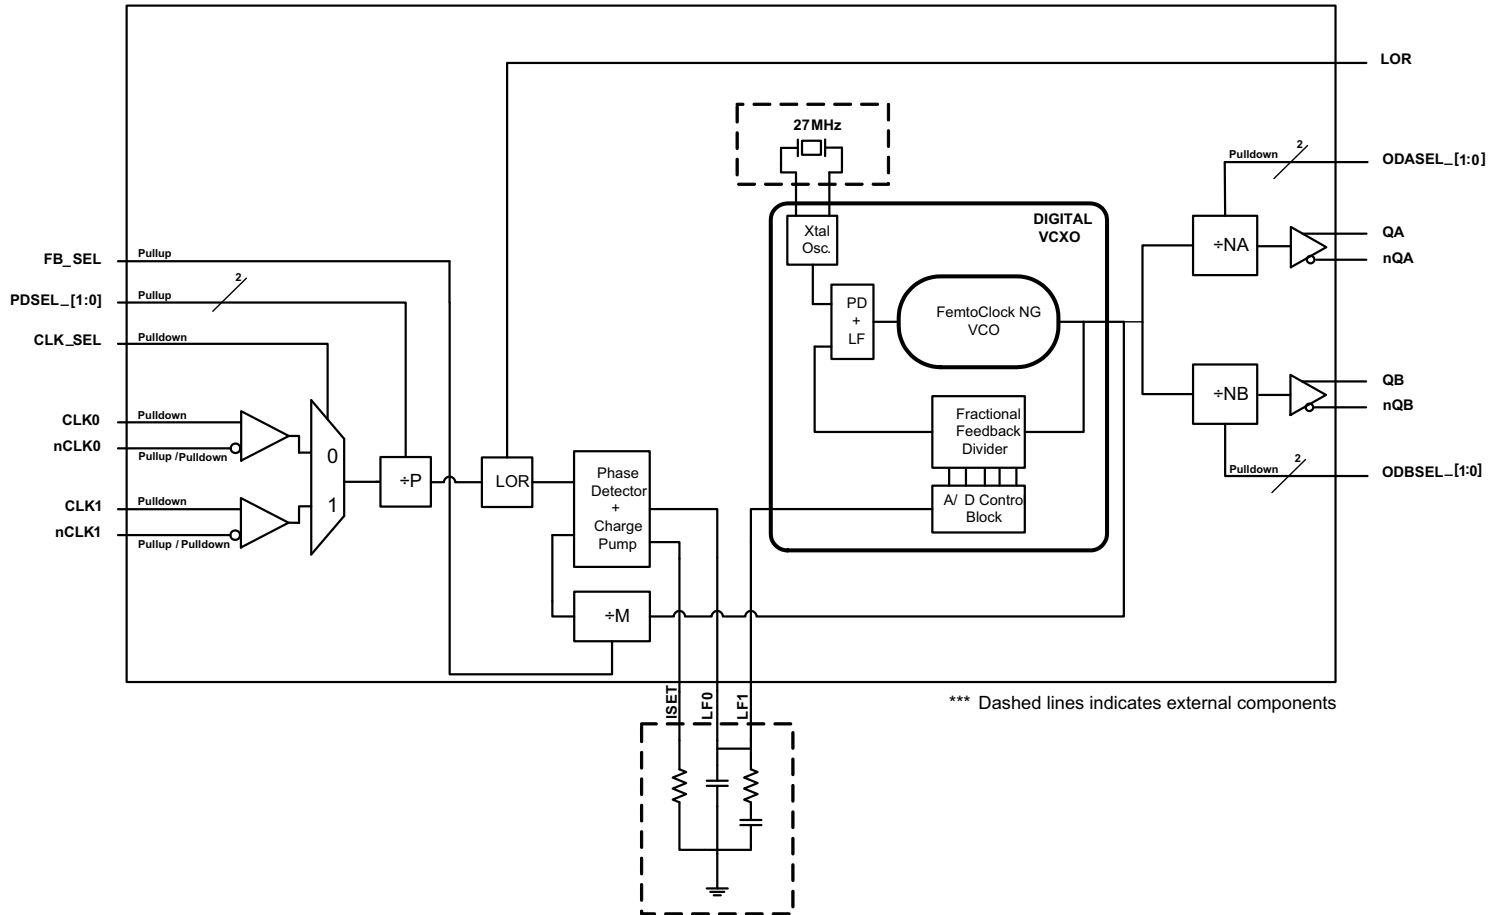 LOR
27MHz
2
Pulldown
ODASEL_[1:0]
DIGITAL
VCXO
Xtal
Osc.
÷NA
QA
nQA
FB_SEL
Pullup
2
PDSEL_[1:0]
Pullup
PD
+
LF
FemtoClock NG
VCO
CLK_SEL
Pulldown
÷NB
QB
nQB
CLK0
Pulldown
nCLK0
Pullup /Pulldown
0
1
Fractional
Feedback
Divider
2
Pulldown
ODBSEL_[1:0]
÷P
LOR
Phase
Detector
+
Charge
Pump
CLK1
Pulldown
nCLK1
Pullup / Pulldown
A/ D Contro
Block
÷M
ISET
LF0
LF1
*** Dashed lines indicates external components